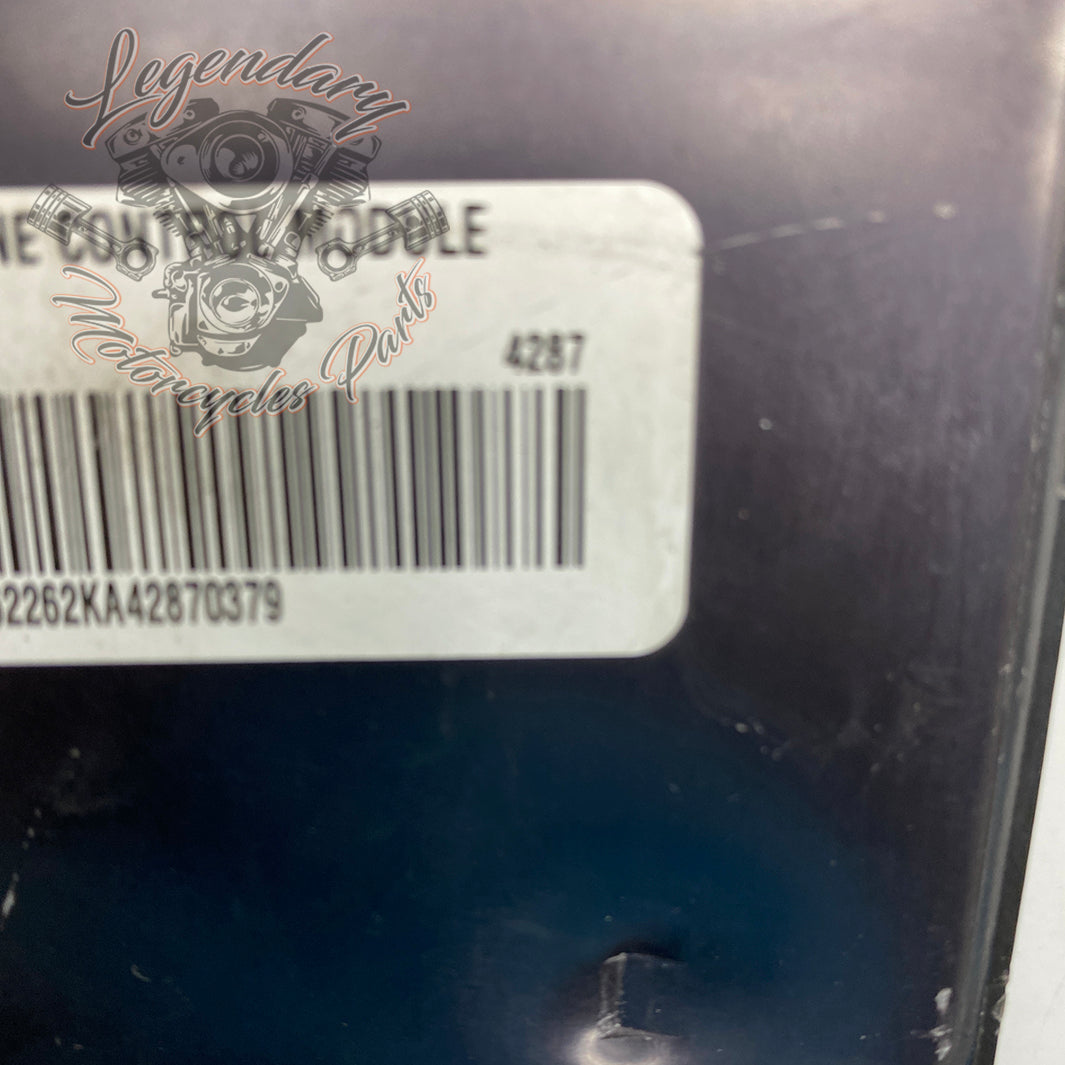 Legendary
NE CONTROL MODULE
Motorcycles Parts
4287
2262KA42870379